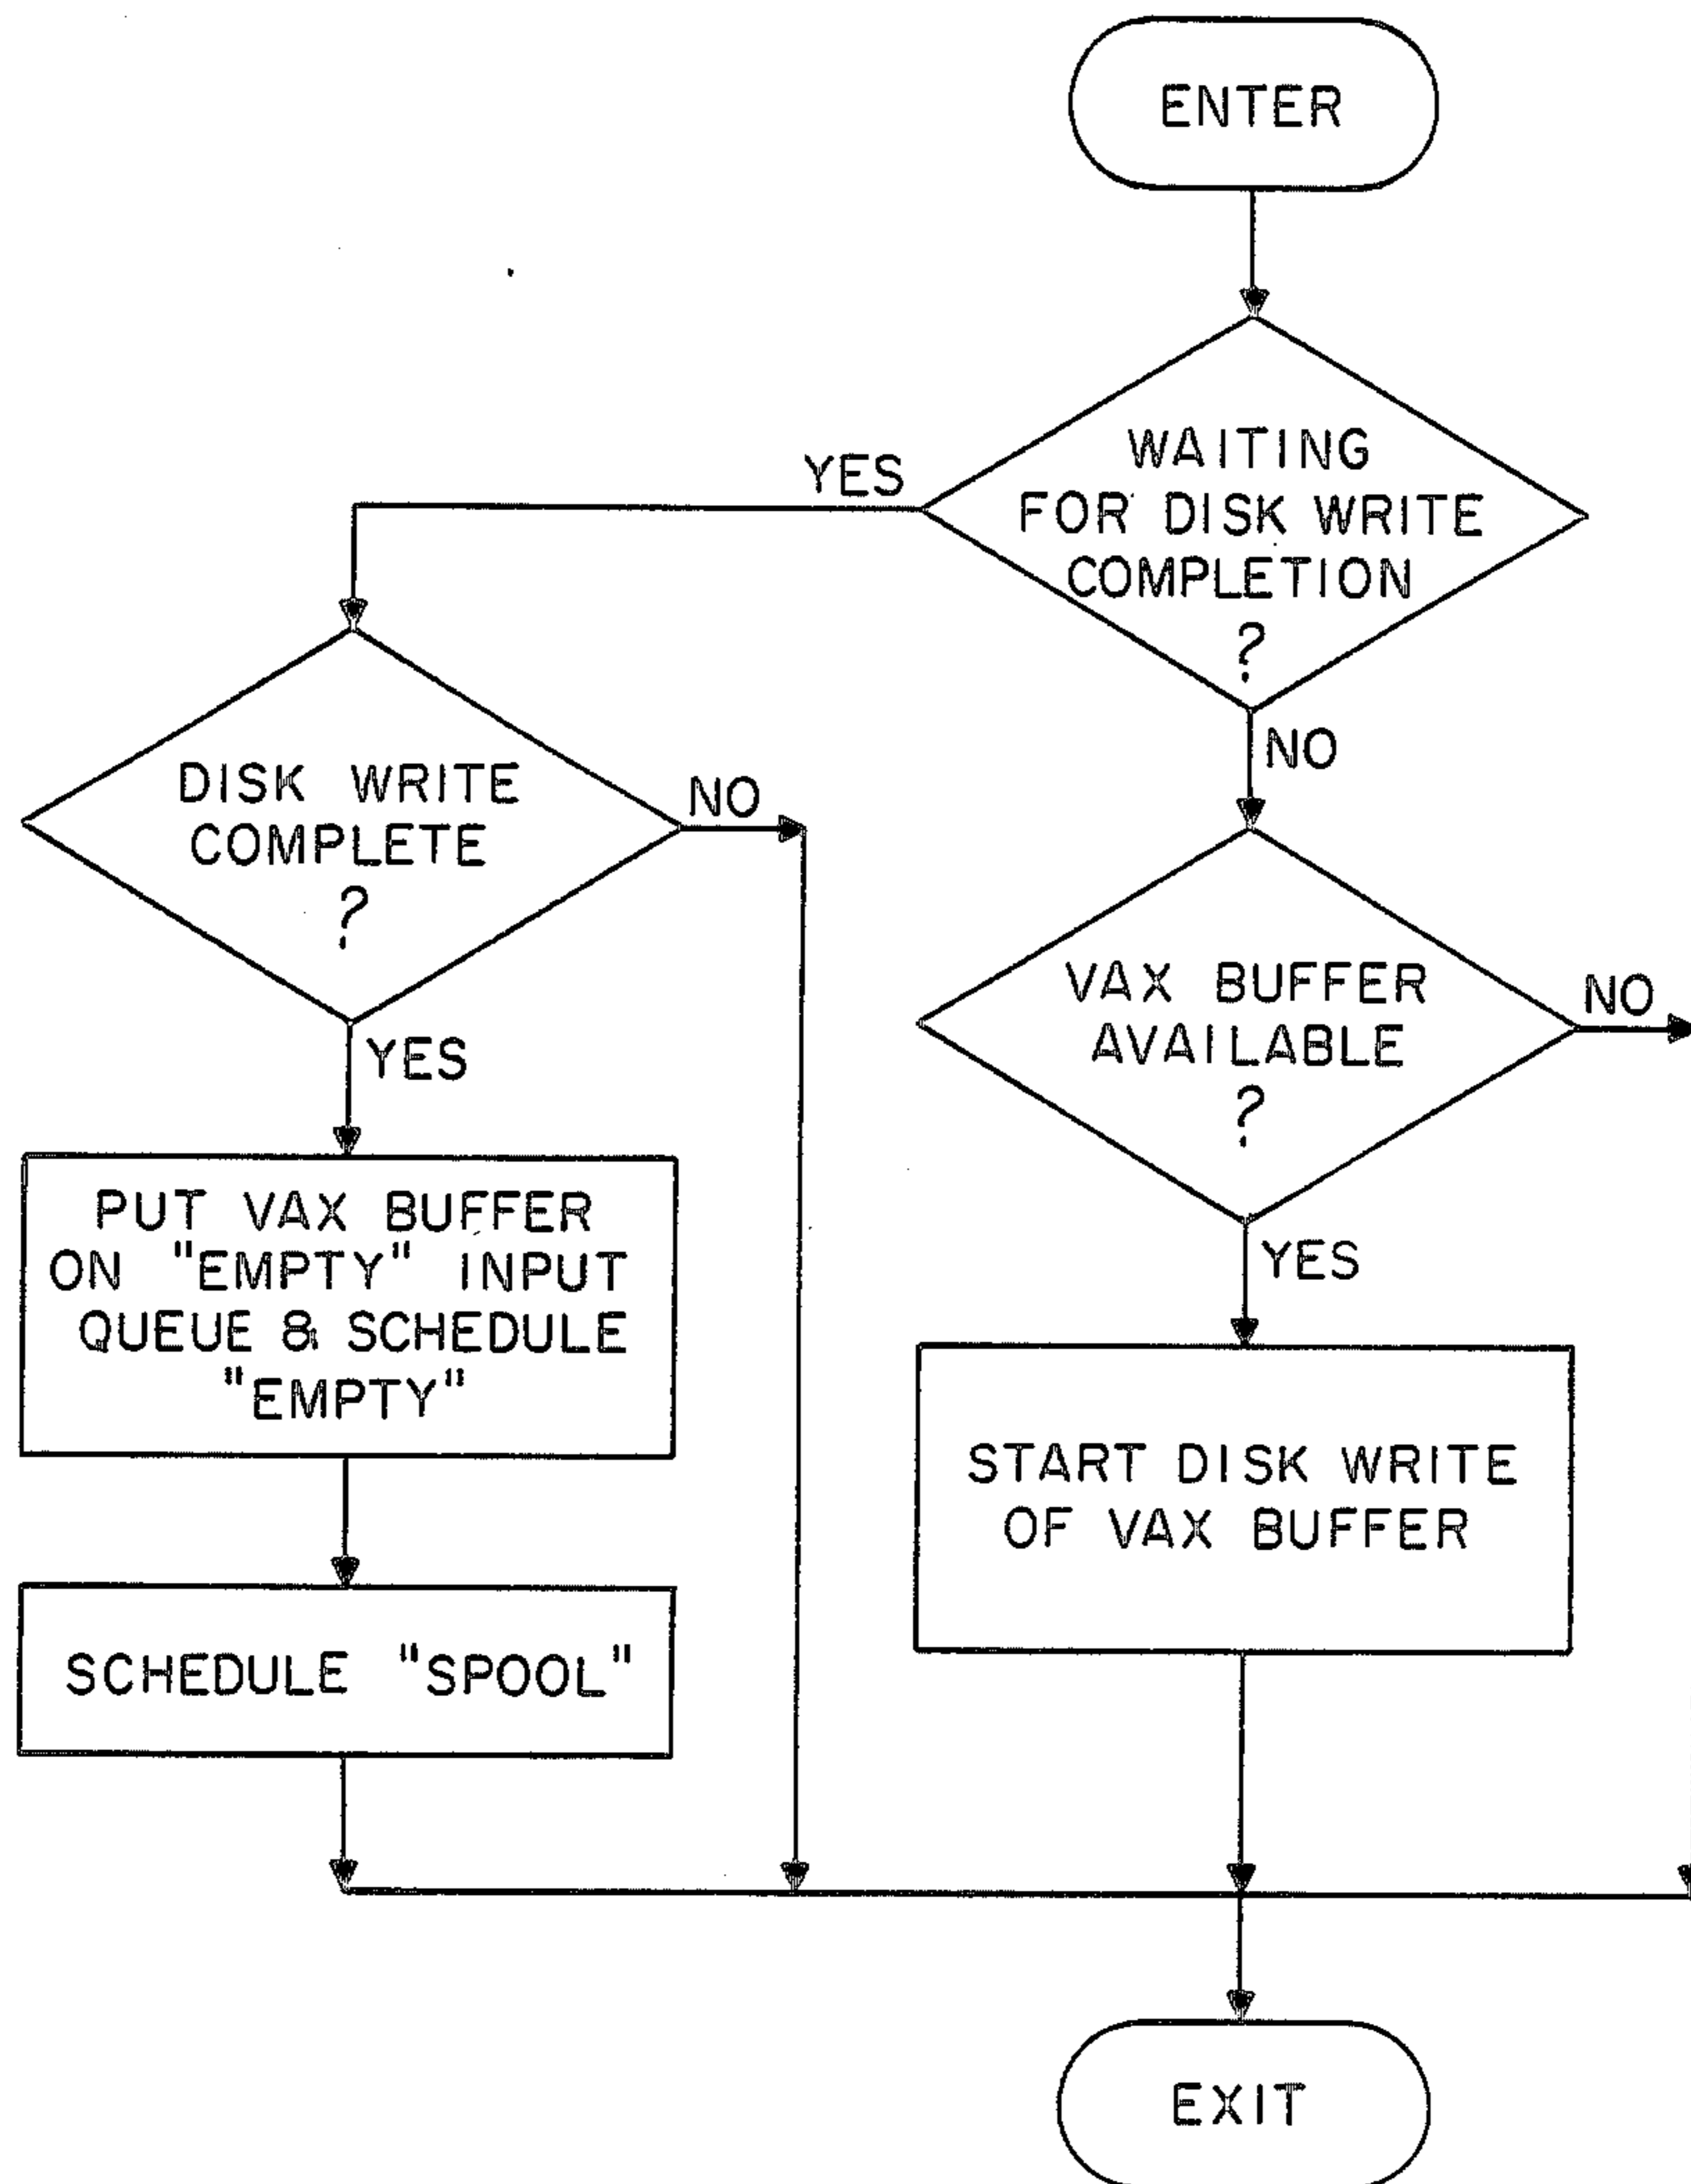 ENTER
WAITING
FOR DISK WRITE
COMPLETION
?
YES
NO
DISK WRITE
COMPLETE
?
NO
YES
VAX BUFFER
AVAILABLE
?
NO
YES
PUT VAX BUFFER
ON "EMPTY" INPUT
QUEUE & SCHEDULE
"EMPTY"
START DISK WRITE
OF VAX BUFFER
SCHEDULE "SPOOL"
EXIT